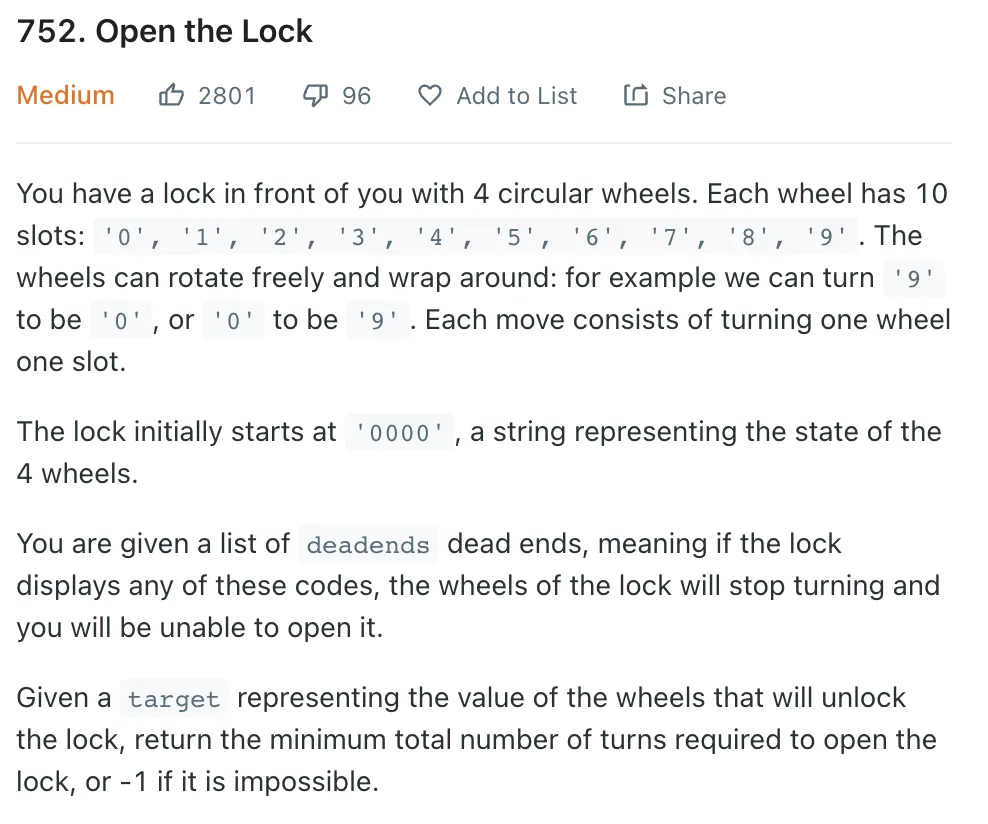 752. Open the Lock
Medium 2801 96 Add to List Share
You have a lock in front of you with 4 circular wheels. Each wheel has 10
slots: '0', '1', '2', '3', '4', '5', '6', '7', '8', '9' . The
wheels can rotate freely and wrap around: for example we can turn '9'
to be '0' , or '0' to be '9' . Each move consists of turning one wheel
one slot.
The lock initially starts at '0000' , a string representing the state of the
4 wheels.
You are given a list of deadends dead ends, meaning if the lock
displays any of these codes, the wheels of the lock will stop turning and
you will be unable to open it.
Given a target representing the value of the wheels that will unlock
the lock, return the minimum total number of turns required to open the
lock, or -1 if it is impossible.